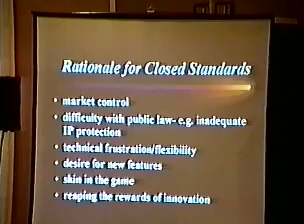 Rationale for Closed Standards
• market control
• difficulty with public law- e.g. inadequate
IP protection
• technical frustration/flexibility
• desire for new features
• skin in the game
• reaping the rewards of innovation